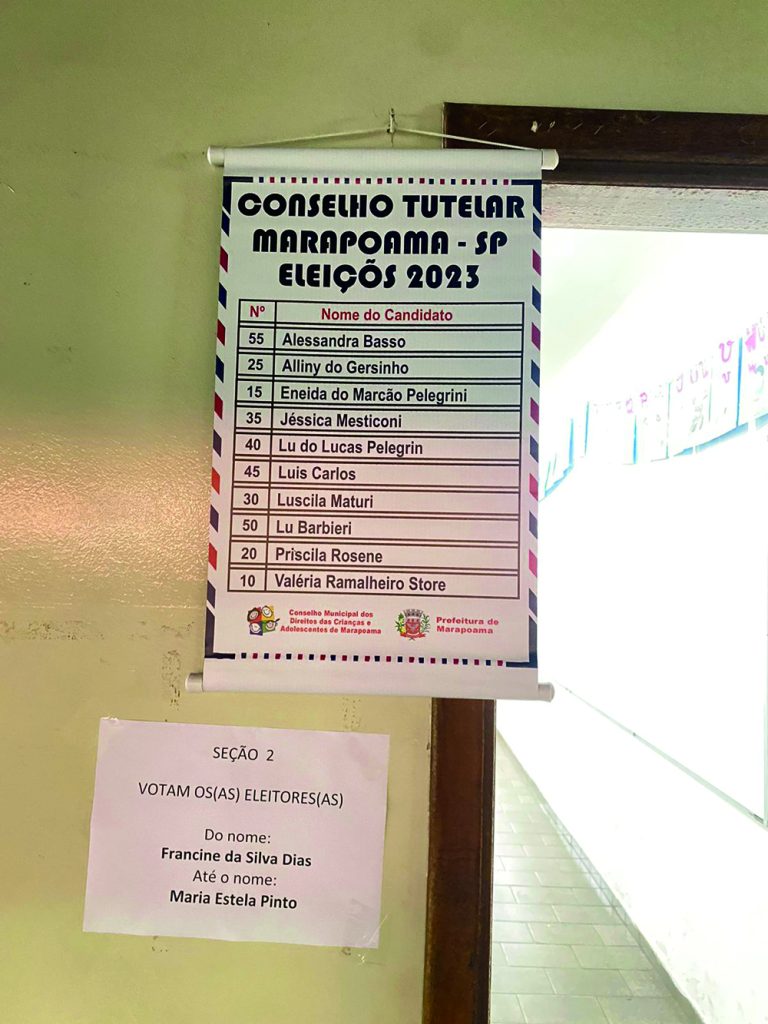 CONSELHO TUTELAR
MARAPOAMA - SP
ELEIÇÕS 2023
Nº Nome do Candidato
55 Alessandra Basso
25 Alliny do Gersinho
15 Eneida do Marcão Pelegrini
35 Jéssica Mesticoni
40 Lu do Lucas Pelegrin
45 Luis Carlos
30 Luscila Maturi
50 Lu Barbieri
20 Priscila Rosene
10 Valéria Ramalheiro Store
Conselho Municipal dos
Direitos das Crianças e
Adolescentes de Marapoama
Prefeitura de
Marapoama
SEÇÃO 2
VOTAM OS(AS) ELEITORES(AS)
Do nome:
Francine da Silva Dias
Até o nome:
Maria Estela Pinto